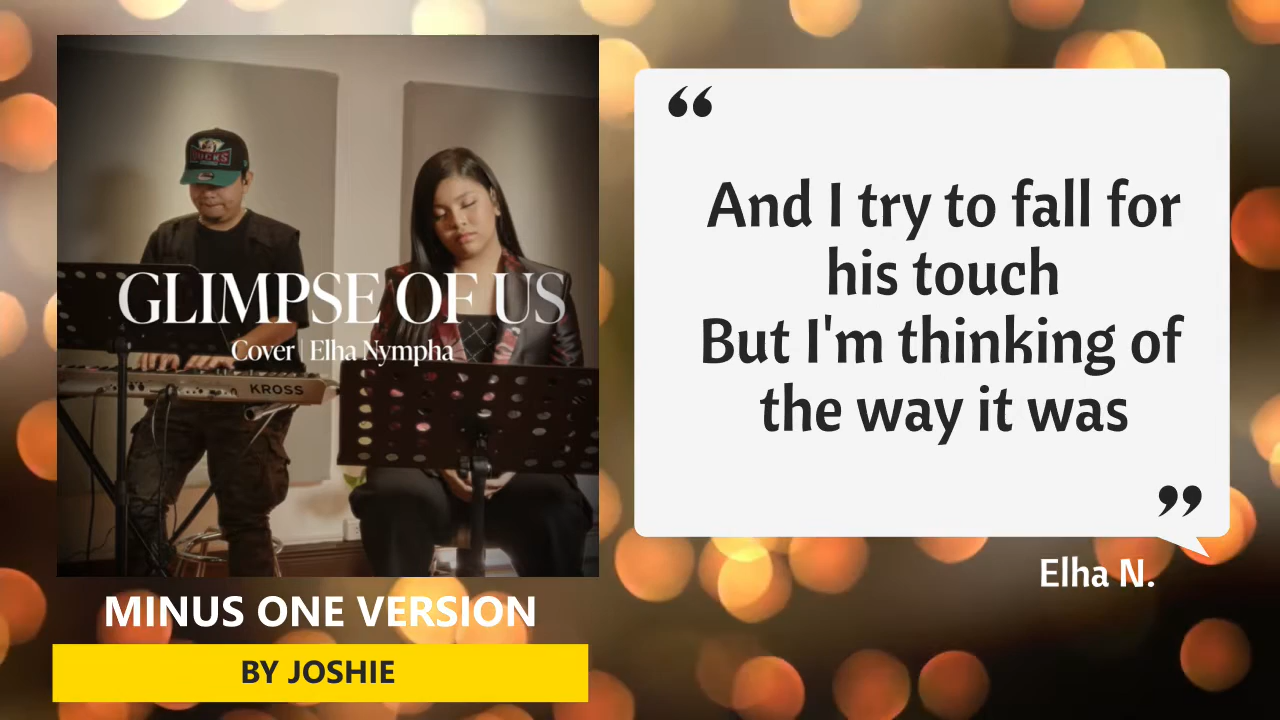 BUCKS
GLIMPSE OF US
Cover | Elha Nympha
KROSS
MINUS ONE VERSION
BY JOSHIE
“
And I try to fall for
his touch
But I'm thinking of
the way it was
”
Elha N.